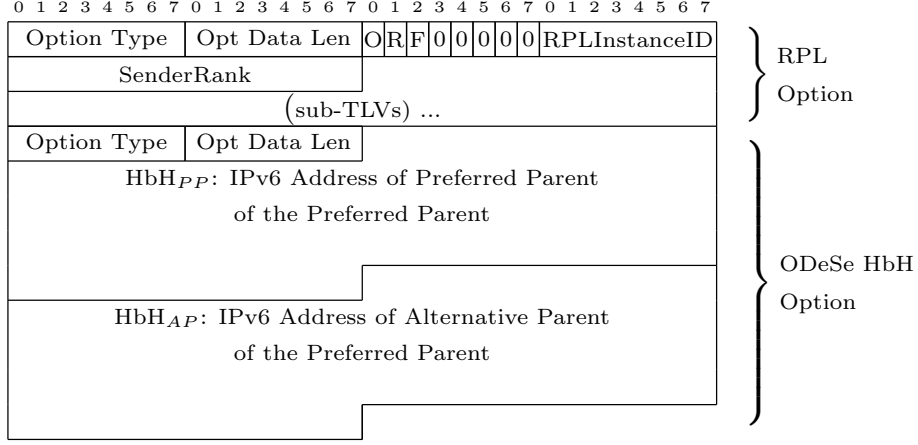 0 1 2 3 4 5 6 7 0 1 2 3 4 5 6 7 0 1 2 3 4 5 6 7 0 1 2 3 4 5 6 7
Option Type Opt Data Len O R F 0 0 0 0 0 RPLInstanceID
SenderRank
(sub-TLVs) ...
RPL
Option
Option Type Opt Data Len
HbH_PP: IPv6 Address of Preferred Parent
of the Preferred Parent
HbH_AP: IPv6 Address of Alternative Parent
of the Preferred Parent
ODeSe HbH
Option